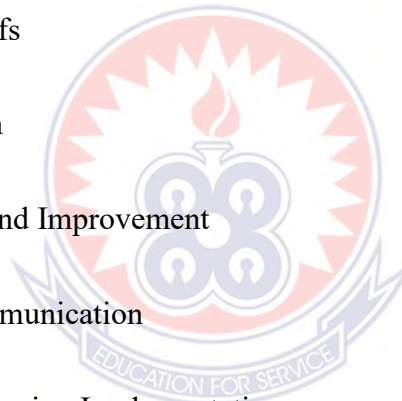 fs
n
nd Improvement
munication
EDUCATION FOR SERVICE